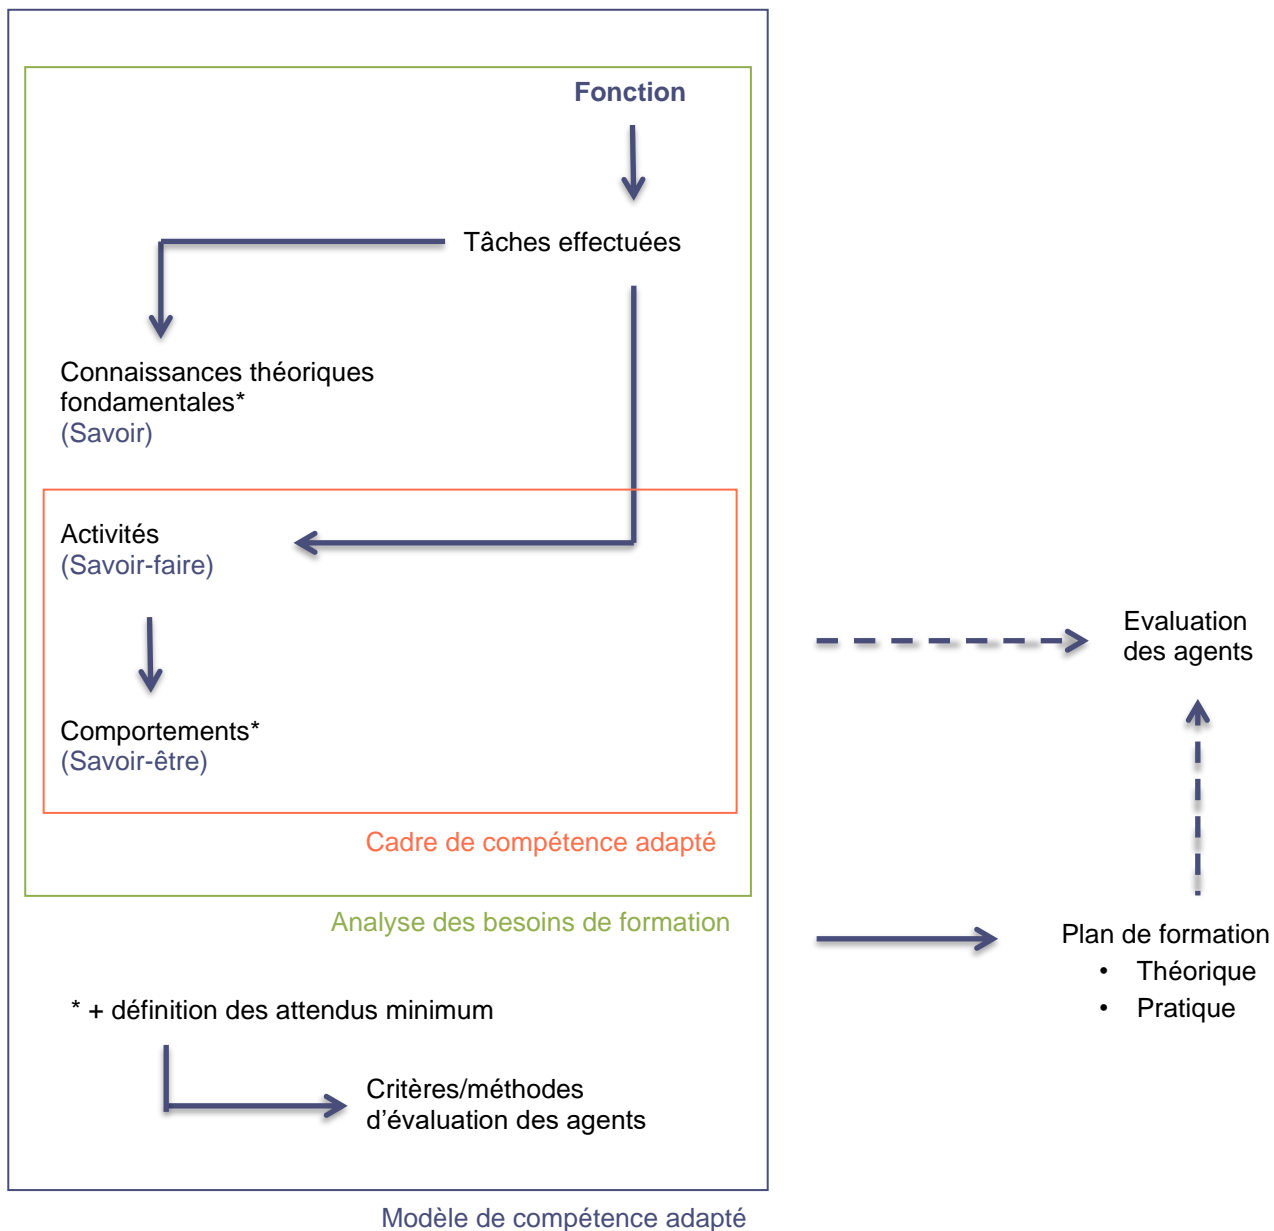 Fonction
Tâches effectuées
Connaissances théoriques
fondamentales*
(Savoir)
Activités
(Savoir-faire)
Comportements*
(Savoir-être)
Cadre de compétence adapté
Analyse des besoins de formation
* + définition des attendus minimum
Critères/méthodes
d’évaluation des agents
Modèle de compétence adapté
Evaluation
des agents
Plan de formation
• Théorique
• Pratique